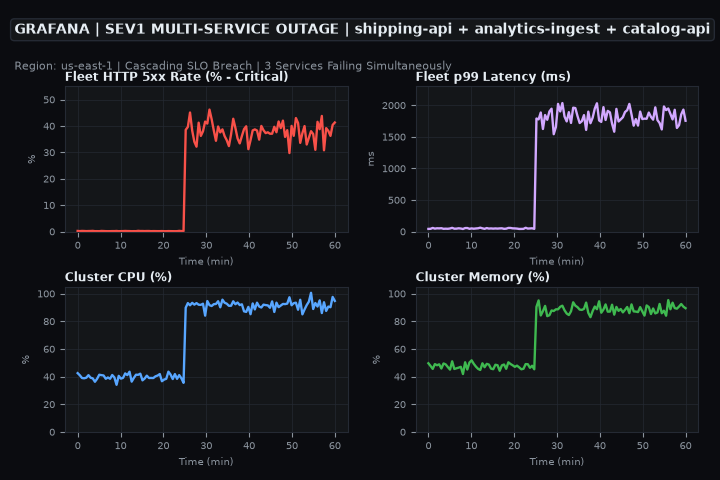 GRAFANA | SEV1 MULTI-SERVICE OUTAGE | shipping-api + analytics-ingest + catalog-api
Region: us-east-1 | Cascading SLO Breach | 3 Services Failing Simultaneously
Fleet HTTP 5xx Rate (% - Critical)
50
40
30
20
10
0
%
0 10 20 30 40 50 60
Time (min)
Fleet p99 Latency (ms)
2000
1500
1000
500
0
ms
0 10 20 30 40 50 60
Time (min)
Cluster CPU (%)
100
80
60
40
20
0
%
0 10 20 30 40 50 60
Time (min)
Cluster Memory (%)
100
80
60
40
20
0
%
0 10 20 30 40 50 60
Time (min)